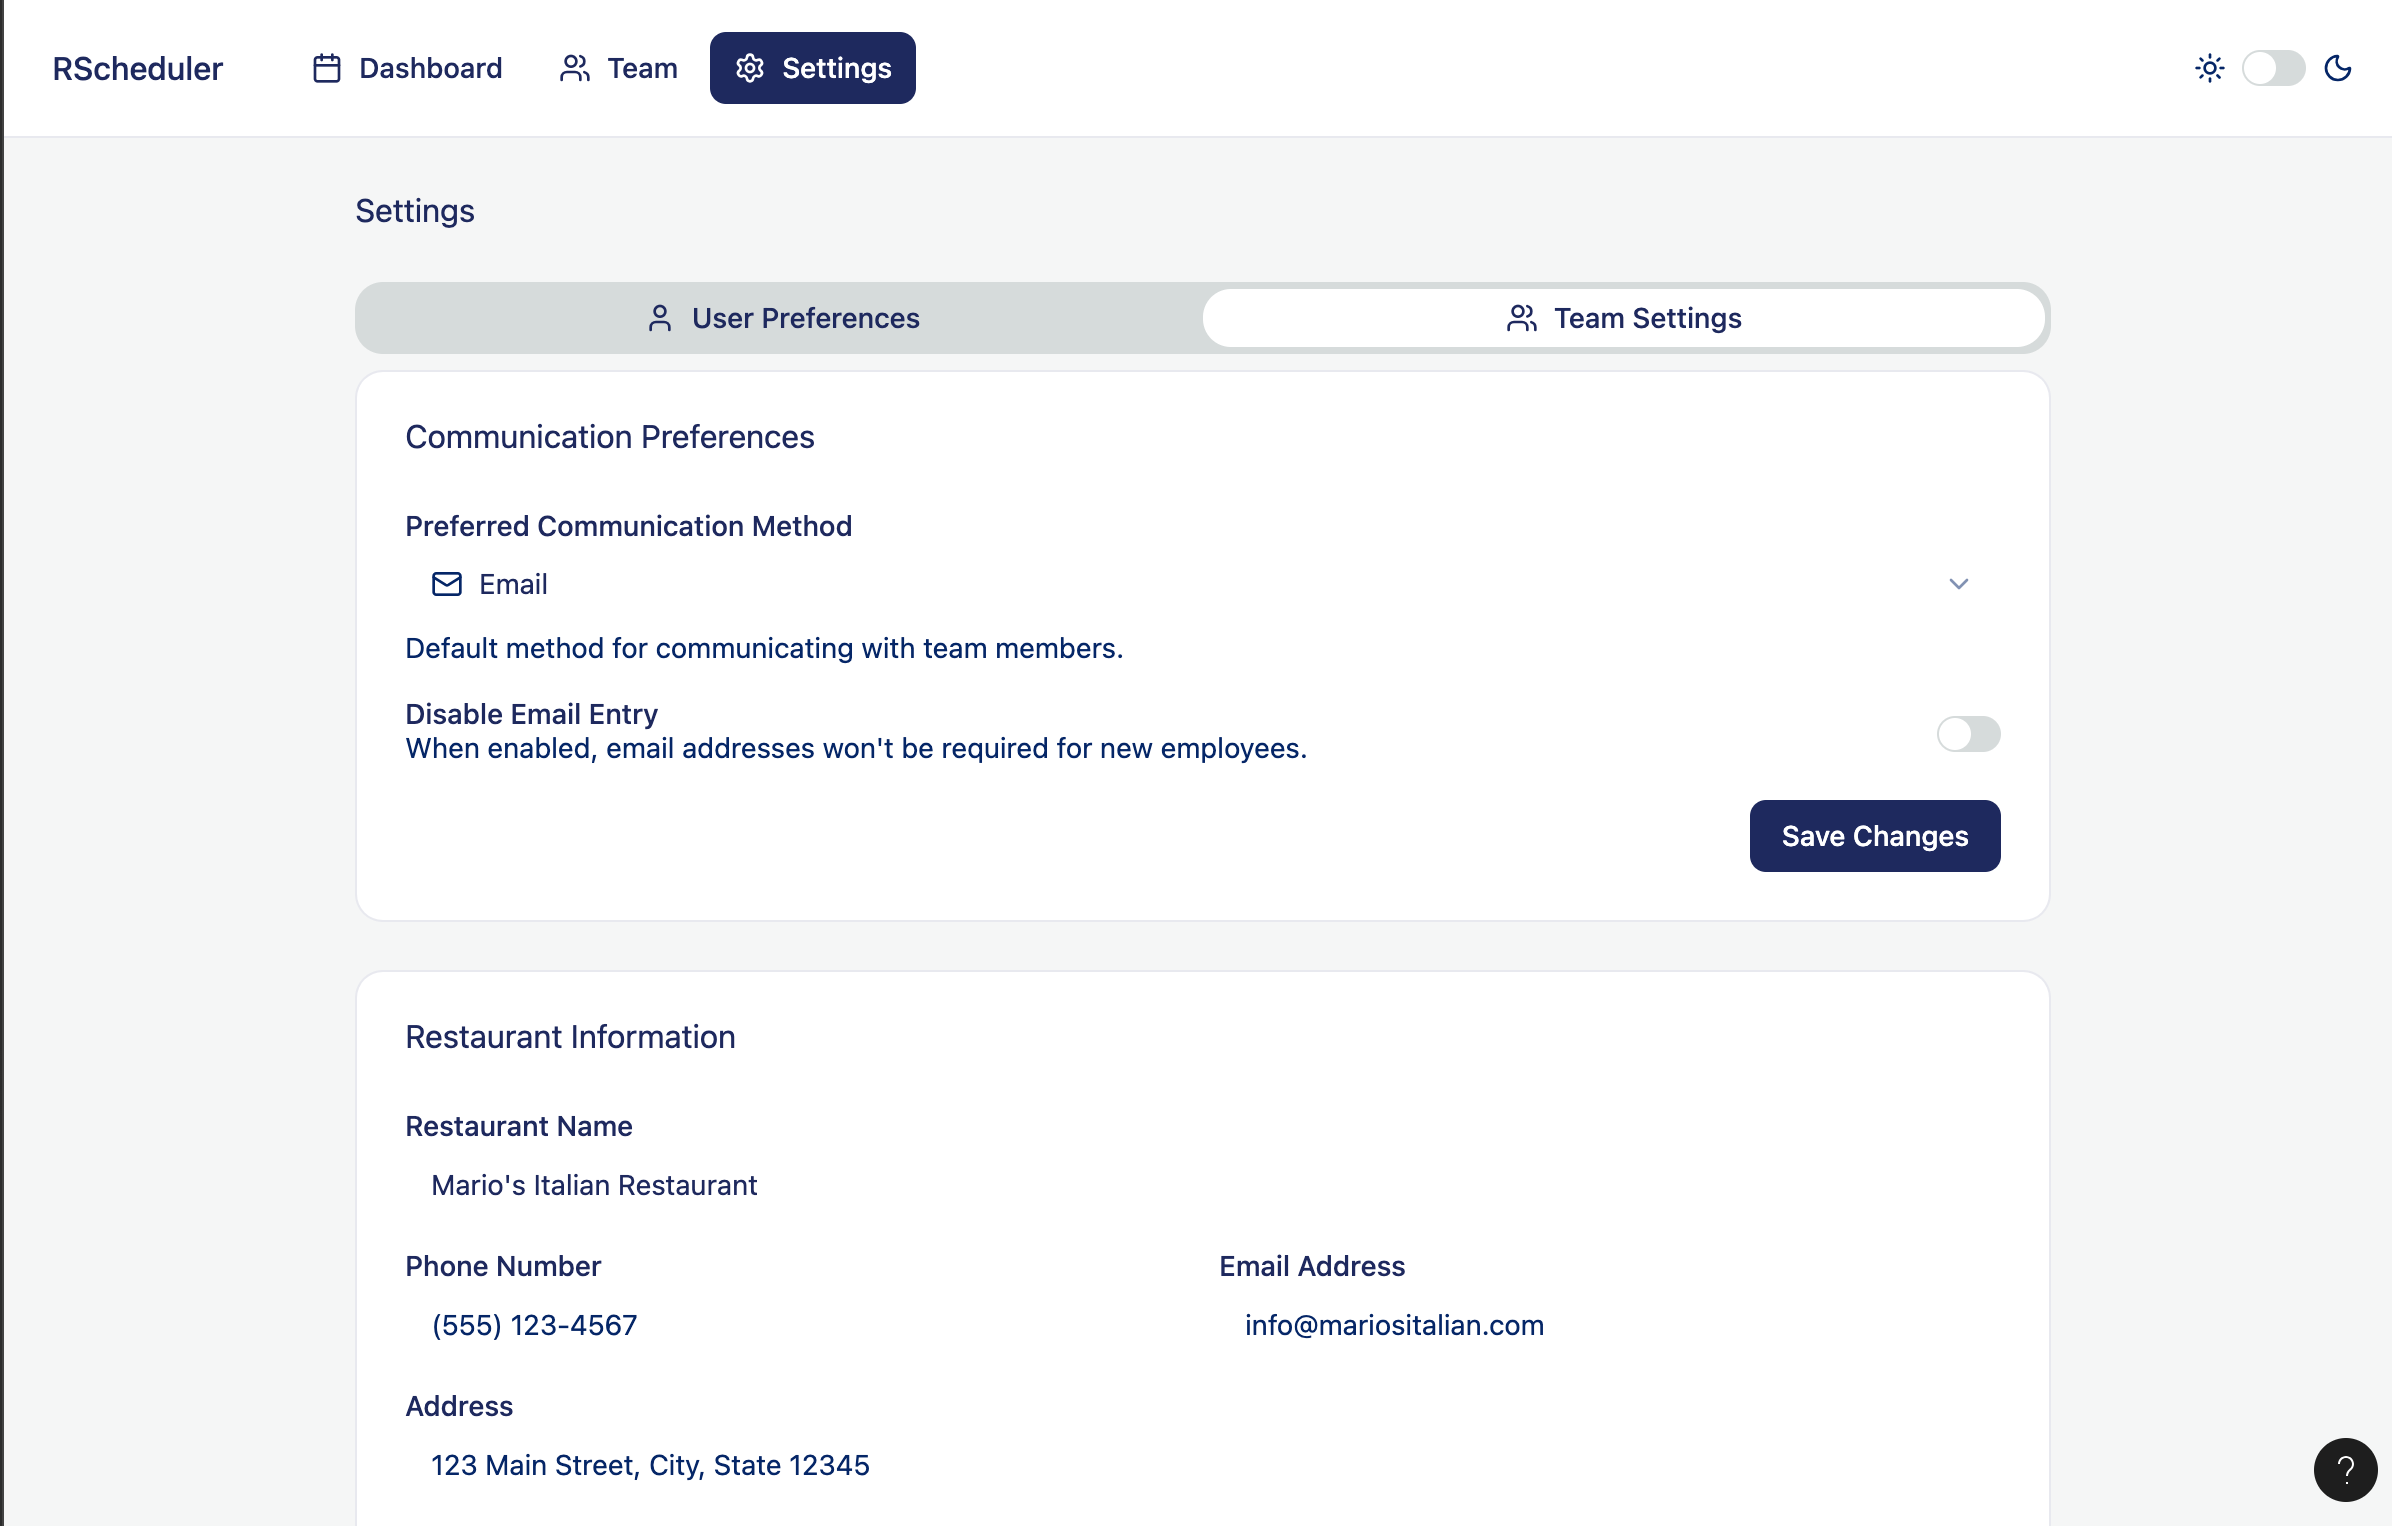 RScheduler
Dashboard
Team
Settings
Settings
User Preferences
Team Settings
Communication Preferences
Preferred Communication Method
Email
Default method for communicating with team members.
Disable Email Entry
When enabled, email addresses won't be required for new employees.
Save Changes
Restaurant Information
Restaurant Name
Mario's Italian Restaurant
Phone Number
Email Address
(555) 123-4567
info@mariositalian.com
Address
123 Main Street, City, State 12345
?